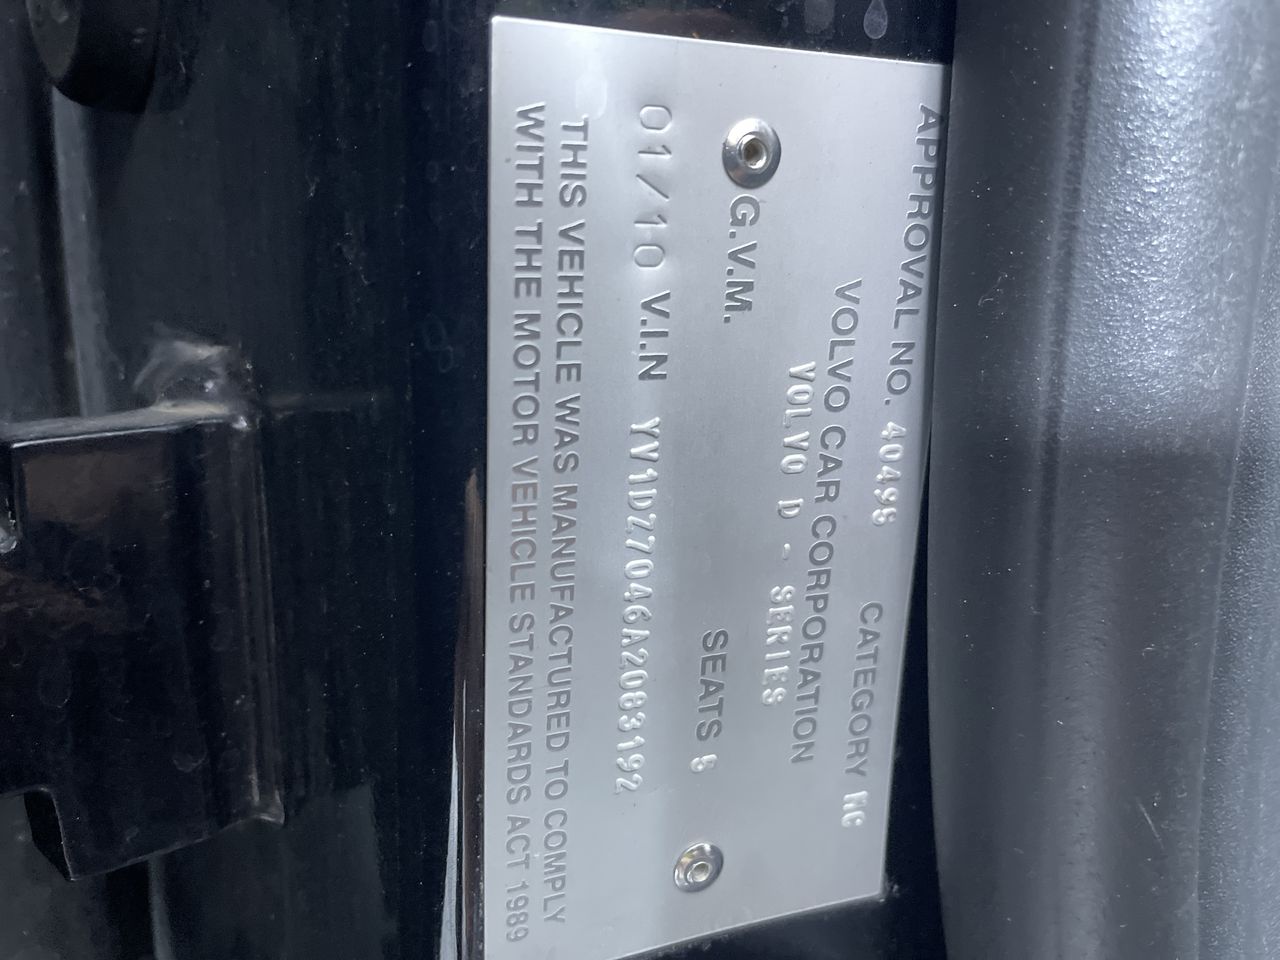 APPROVAL NO. 40495 CATEGORY MC
VOLVO CAR CORPORATION
VOLVO D - SERIES
G.V.M. SEATS 5
01/10 V.I.N YV1DZ7046A2083192
THIS VEHICLE WAS MANUFACTURED TO COMPLY
WITH THE MOTOR VEHICLE STANDARDS ACT 1989